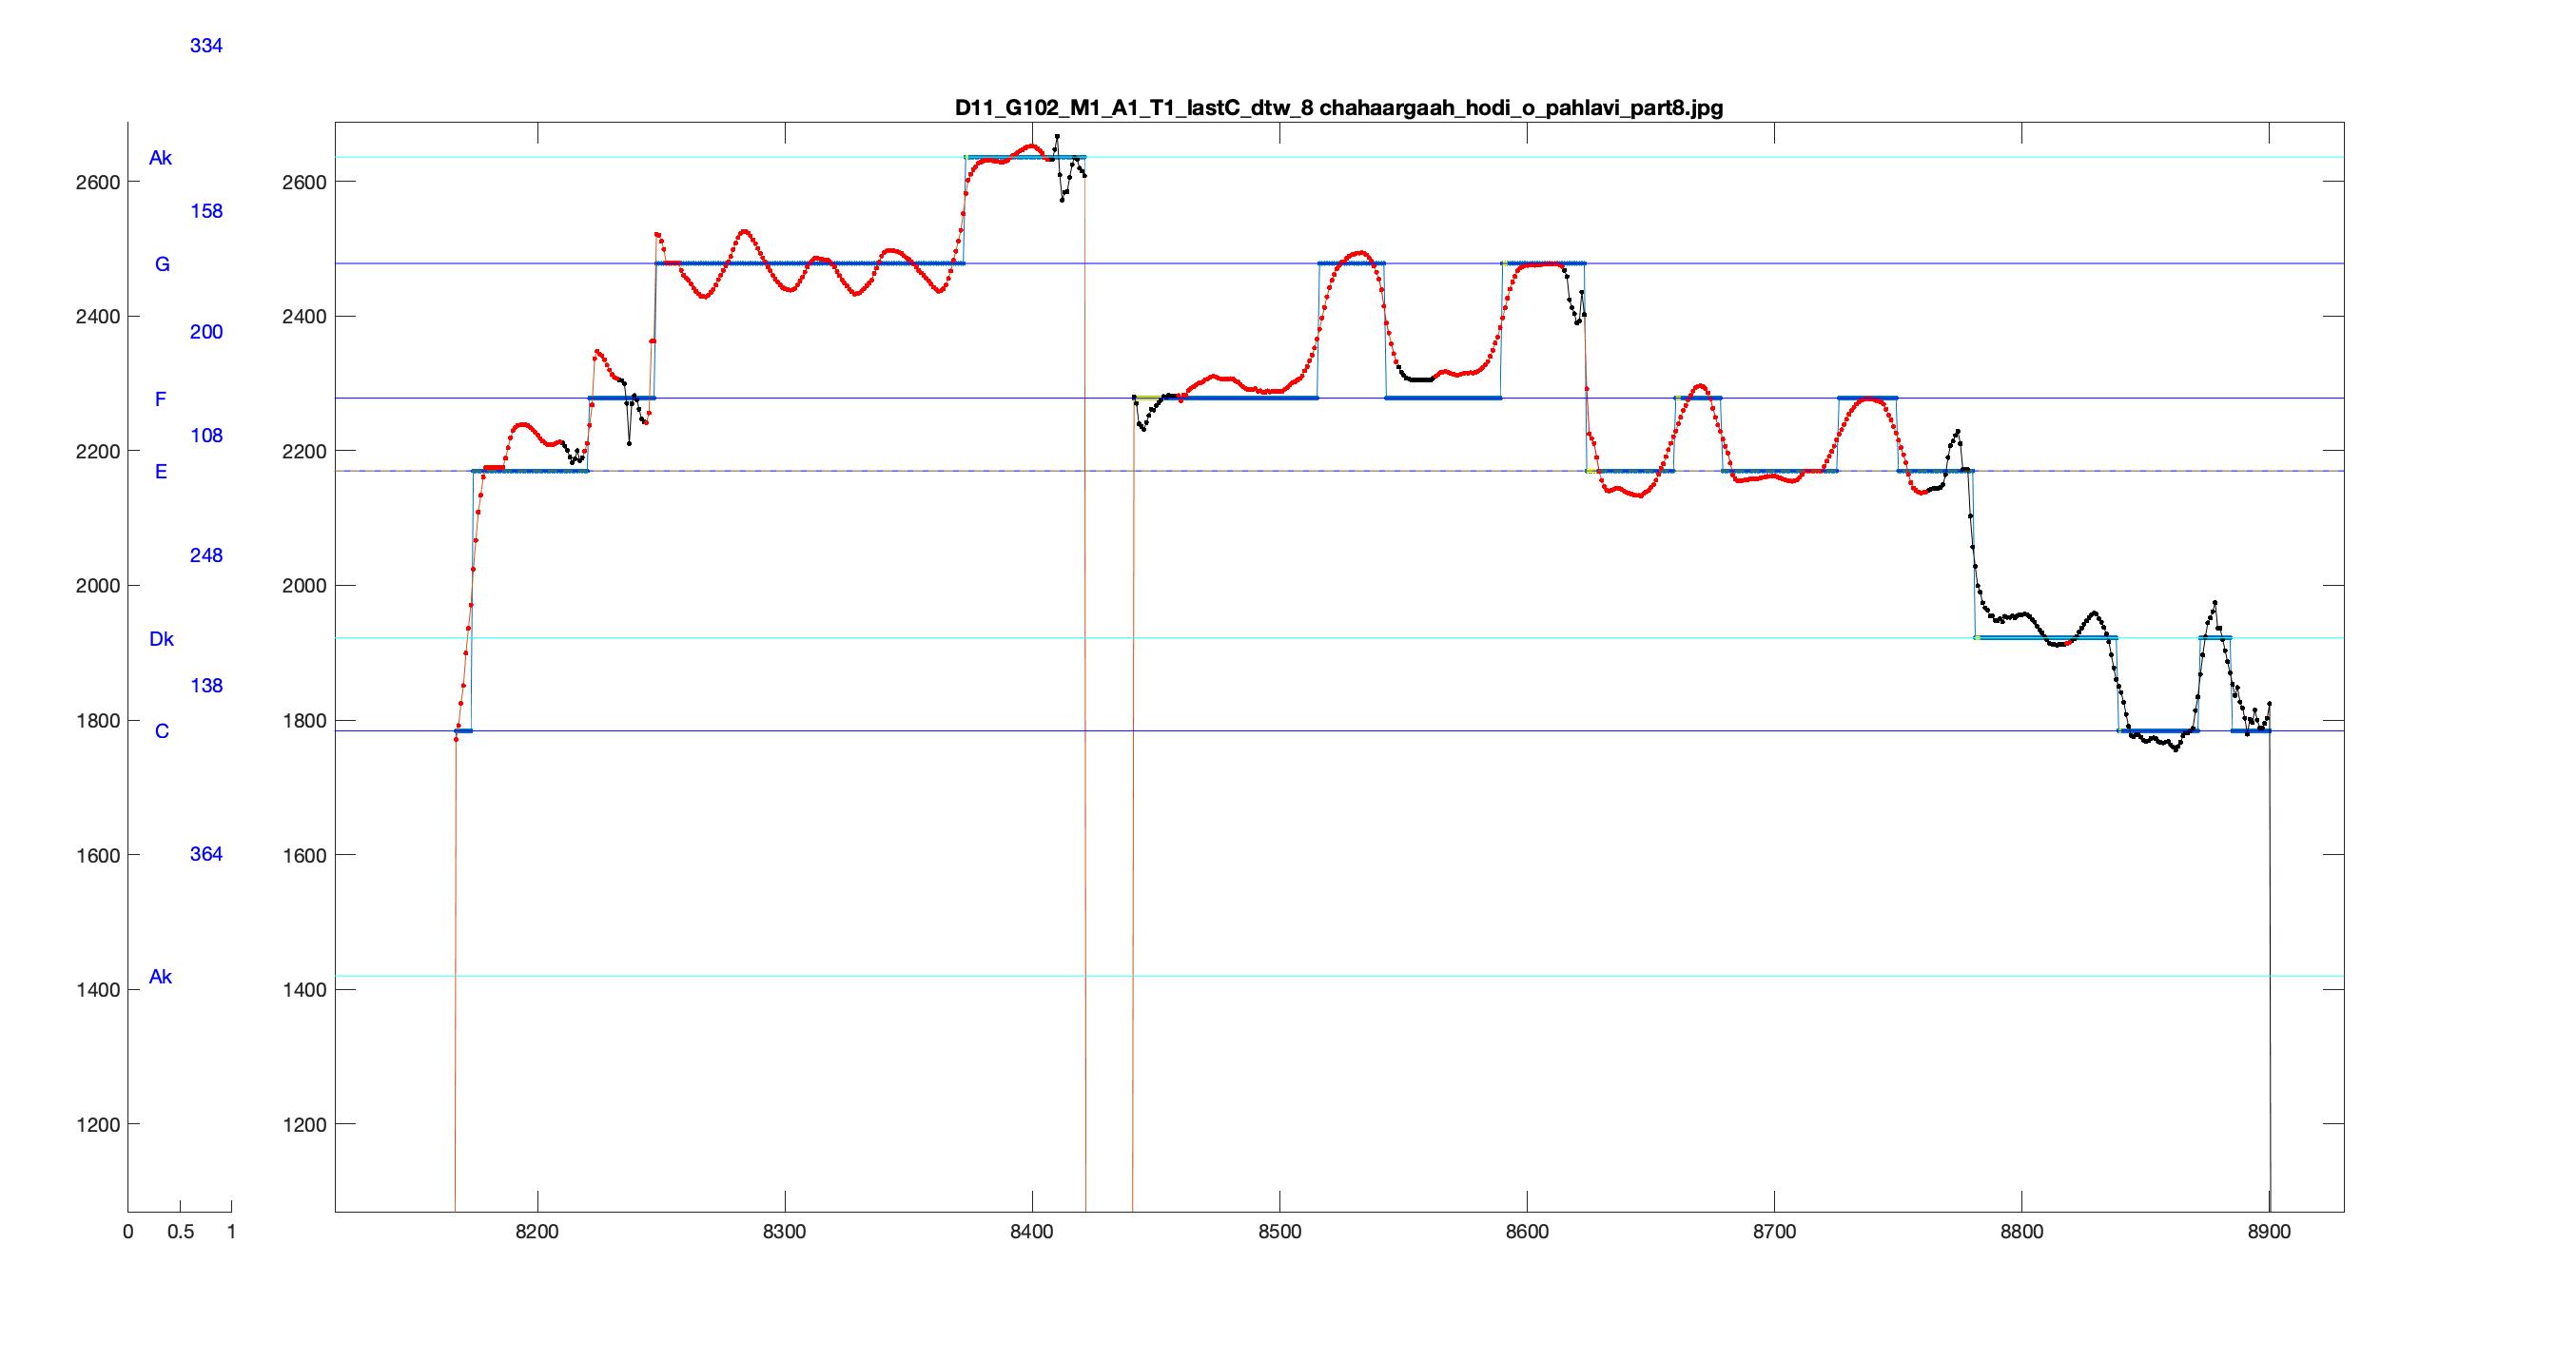 334
D11_G102_M1_A1_T1_lastC_dtw_8 chahaargaah_hodi_o_pahlavi_part8.jpg
Ak
2600 2600
158
G
200
2400 2400
F
108
2200 2200
E
248
2000 2000
Dk
138
1800 1800
C
1600 364 1600
Ak
1400 1400
1200 1200
0 0.5 1 8200 8300 8400 8500 8600 8700 8800 8900